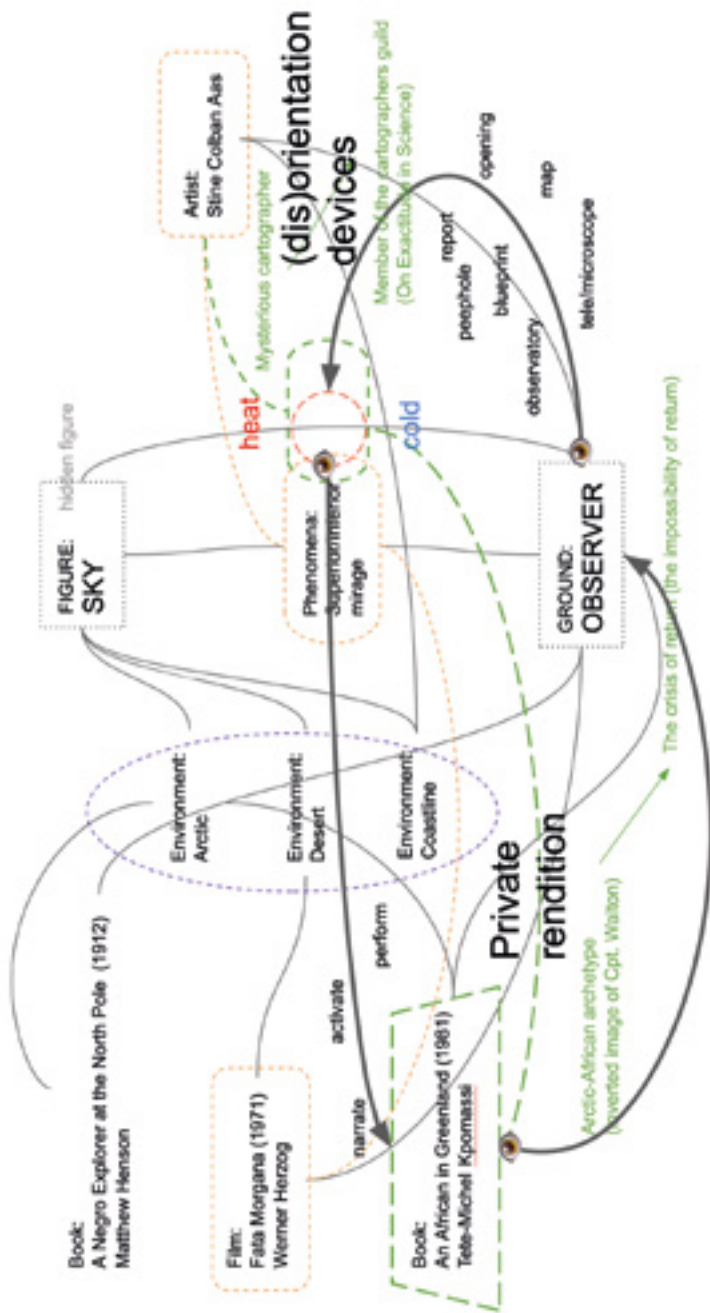 Book:
A Negro Explorer at the North Pole (1912)
Matthew Henson
Film:
Fata Morgana (1971)
Werner Herzog
Book:
An African in Greenland (1981)
Tete-Michel Kpomassi
narrate
activate
perform
Private
rendition
Arctic-African archetype
(inverted image of Cpt. Walton)
The crisis of return (the impossibility of return)
Environment:
Arctic
Environment:
Desert
Environment:
Coastline
FIGURE:
SKY
hidden figure
Phenomena:
Superior/inferior
mirage
GROUND:
OBSERVER
heat
cold
Artist:
Stine Colban Aas
Mysterious cartographer
(dis)orientation
devices
Member of the cartographers guild
(On Exactitude in Science)
report
peephole
blueprint
observatory
opening
map
tele/microscope